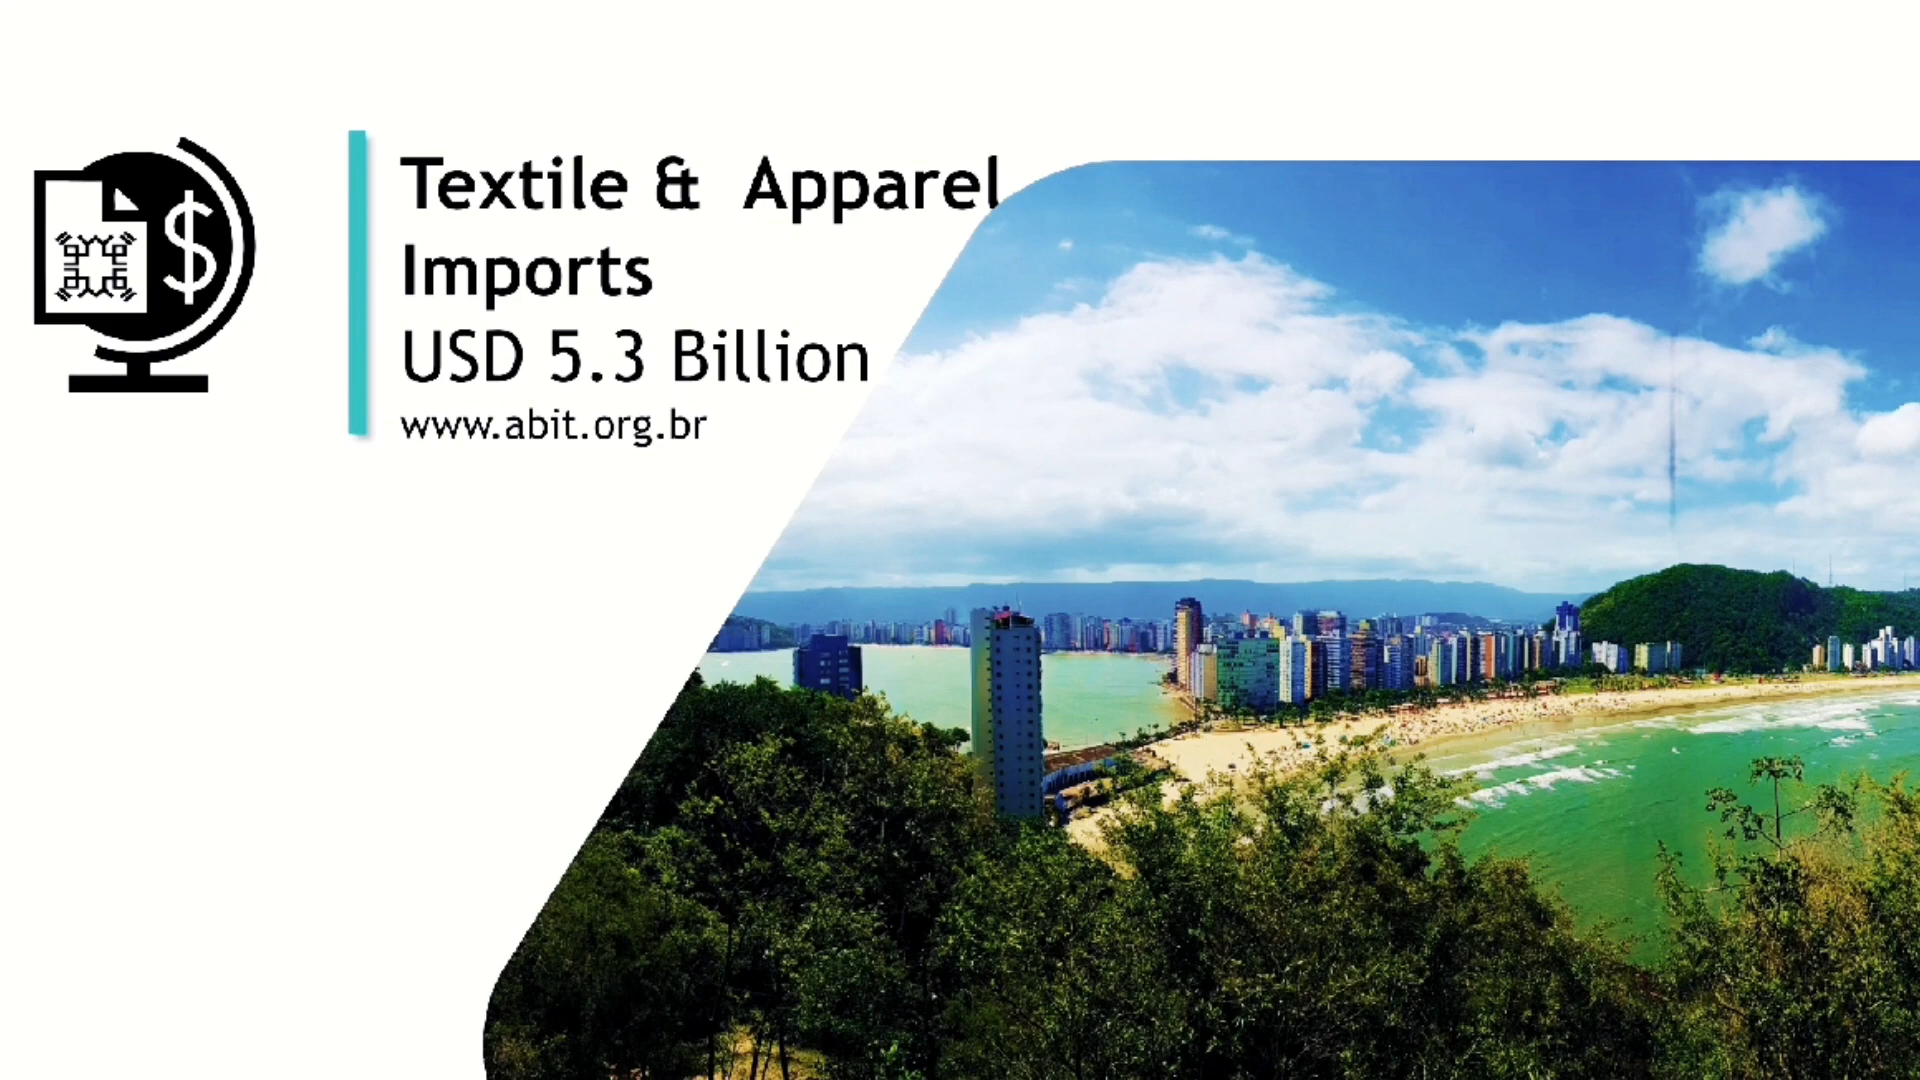 Textile & Apparel
Imports
USD 5.3 Billion
www.abit.org.br
$